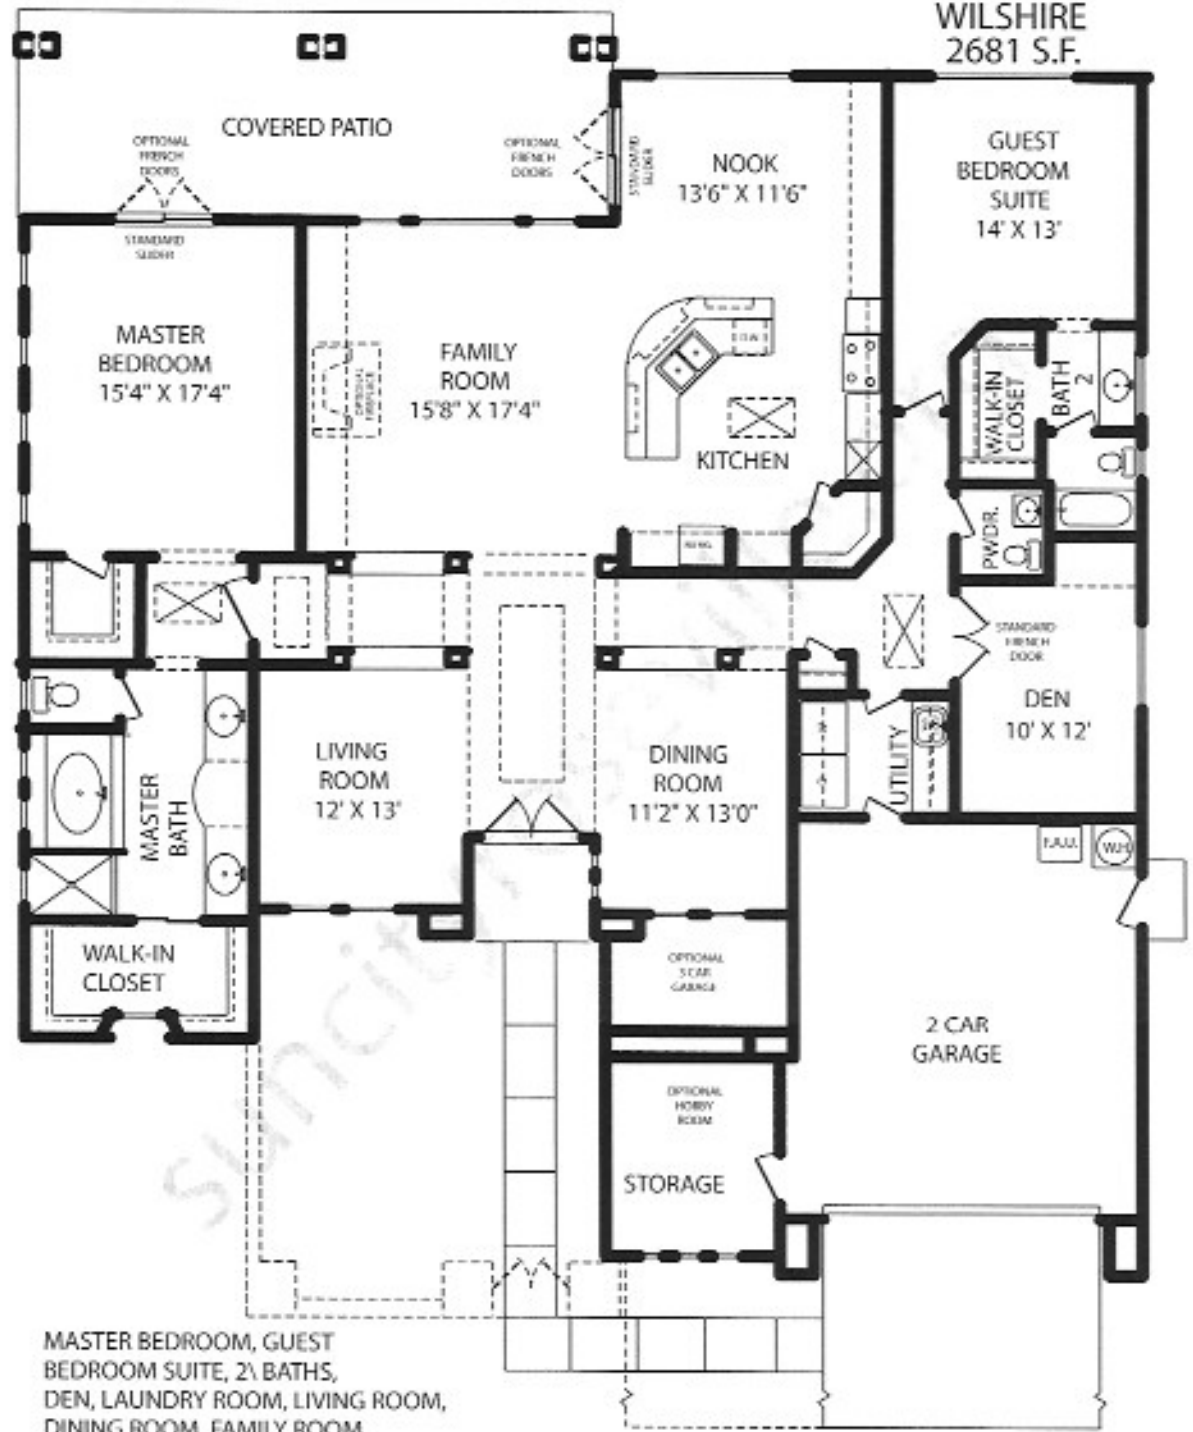 WILSHIRE
2681 S.F.
COVERED PATIO
OPTIONAL
FRENCH
DOORS
OPTIONAL
FRENCH
DOORS
STANDARD
SLIDER
STANDARD
SLIDER
NOOK
13'6" X 11'6"
GUEST
BEDROOM
SUITE
14' X 13'
MASTER
BEDROOM
15'4" X 17'4"
FAMILY
ROOM
15'8" X 17'4"
OPTIONAL
FIREPLACE
D.W.
KITCHEN
WALK-IN
CLOSET
BATH
2
PWDR.
STANDARD
FRENCH
DOOR
DEN
10' X 12'
LIVING
ROOM
12' X 13'
DINING
ROOM
11'2" X 13'0"
UTILITY
MASTER
BATH
F.A.U.
W.H.
WALK-IN
CLOSET
OPTIONAL
3 CAR
GARAGE
2 CAR
GARAGE
OPTIONAL
HOBBY
ROOM
STORAGE
MASTER BEDROOM, GUEST
BEDROOM SUITE, 2\ BATHS,
DEN, LAUNDRY ROOM, LIVING ROOM,
DINING ROOM, FAMILY ROOM